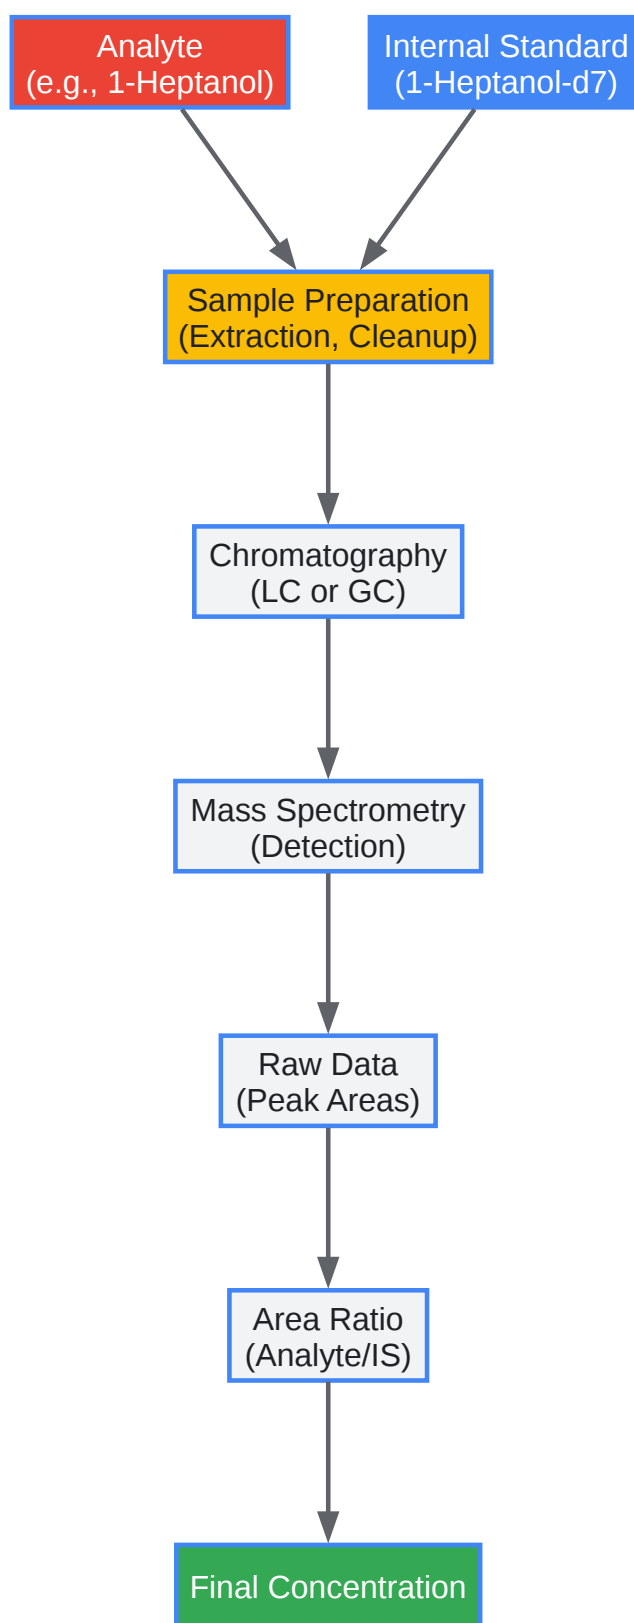 Analyte
(e.g., 1-Heptanol)
Internal Standard
(1-Heptanol-d7)
Sample Preparation
(Extraction, Cleanup)
Chromatography
(LC or GC)
Mass Spectrometry
(Detection)
Raw Data
(Peak Areas)
Area Ratio
(Analyte/IS)
Final Concentration